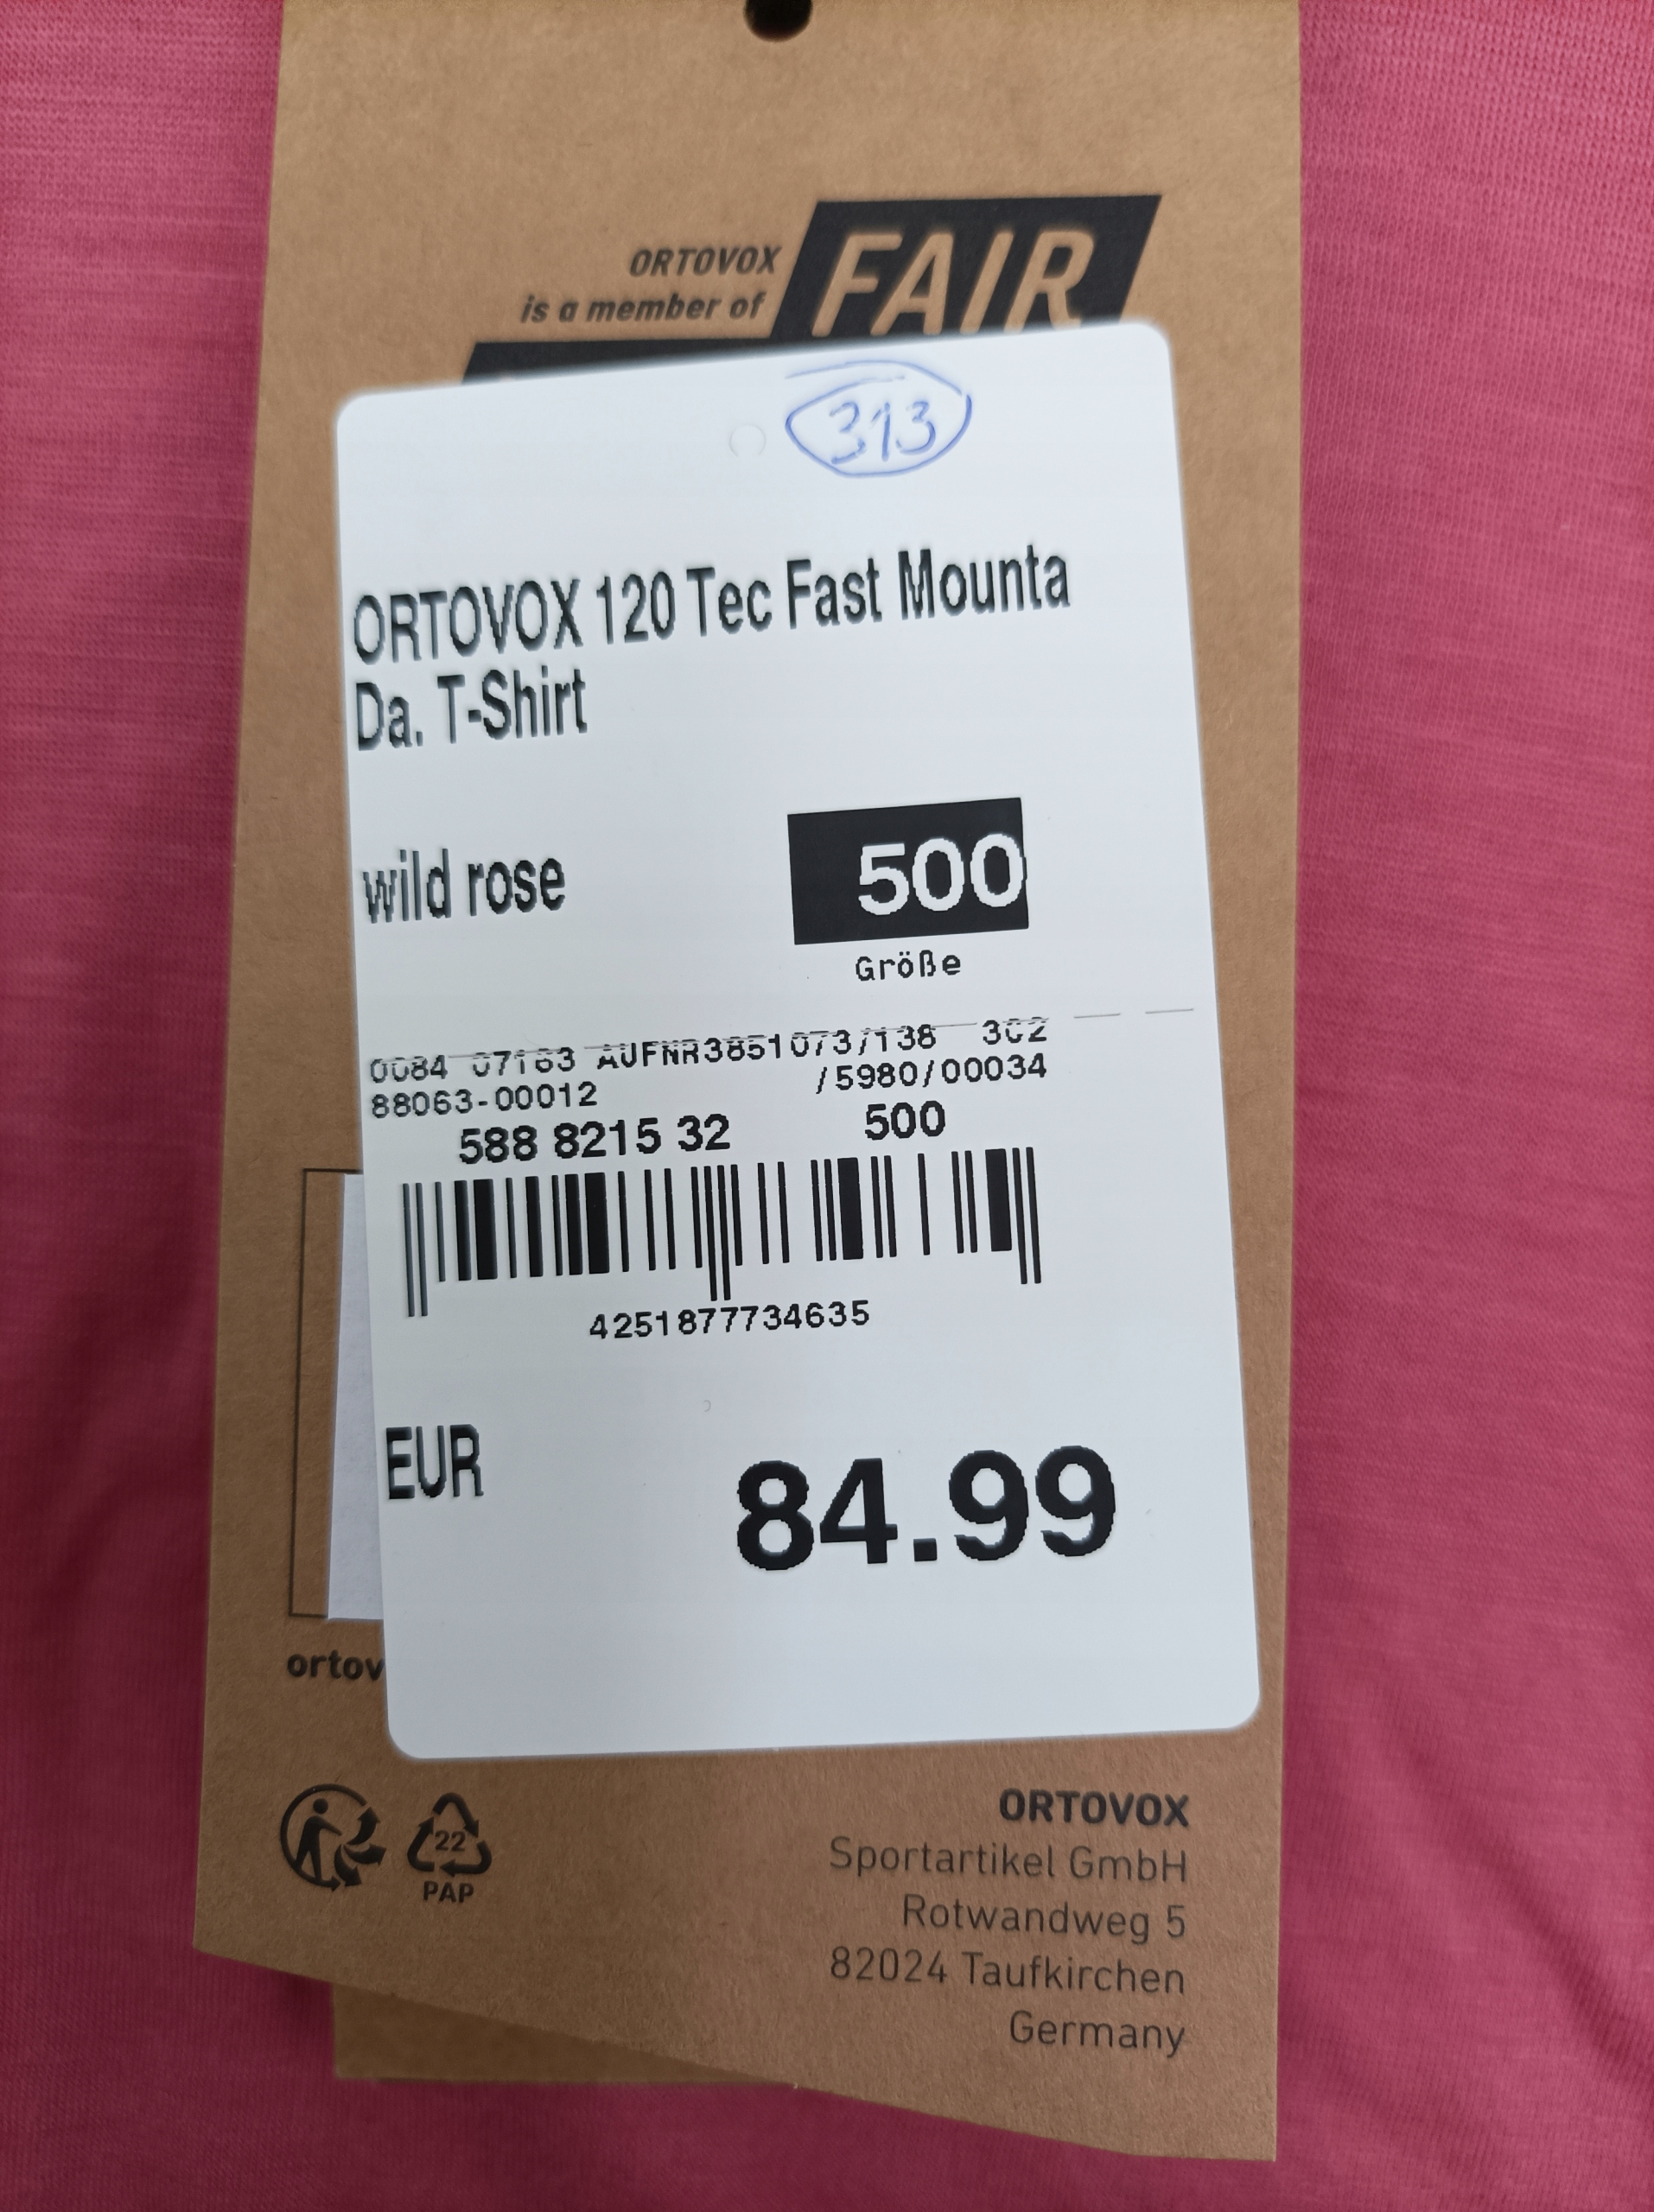 ORTOVOX
is a member of
FAIR
313
ORTOVOX 120 Tec Fast Mounta
Da. T-Shirt
wild rose
500
Größe
0084 07163 AUFNR3851073/138 302
88063-00012 /5980/00034
588 8215 32 500
4251877734635
EUR
84.99
ortov
22
PAP
ORTOVOX
Sportartikel GmbH
Rotwandweg 5
82024 Taufkirchen
Germany